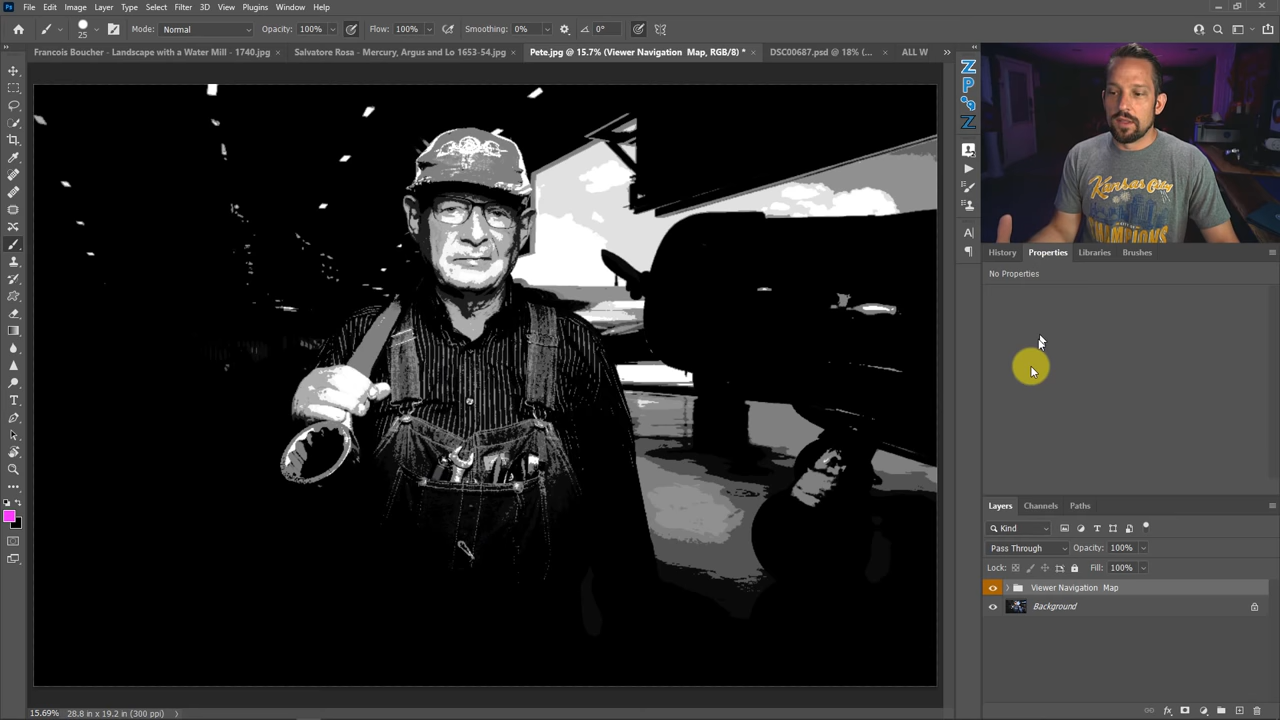 Ps File Edit Image Layer Type Select Filter 3D View Plugins Window Help
25 Mode: Normal Opacity: 100% Flow: 100% Smoothing: 0% 0°
Francois Boucher - Landscape with a Water Mill - 1740.jpg × Salvatore Rosa - Mercury, Argus and Lo 1653-54.jpg × Pete.jpg @ 15.7% (Viewer Navigation Map, RGB/8) * × DSC00687.psd @ 18% (... × ALL W
Kansas City
CHAMPIONS
History Properties Libraries Brushes
No Properties
Layers Channels Paths
Kind
Pass Through Opacity: 100%
Lock: Fill: 100%
Viewer Navigation Map
Background
15.69% 28.8 in x 19.2 in (300 ppi)